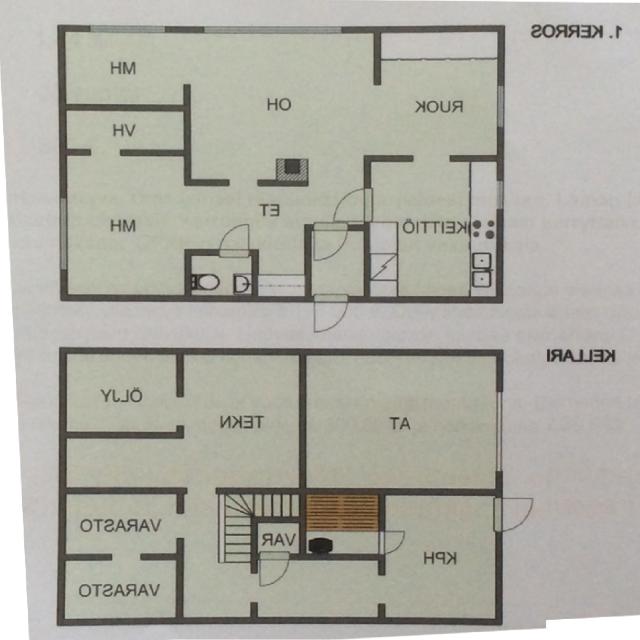 1. KERROS
MH
OH
RUOK
VH
MH
ET
KEITTIÖ
KELLARI
ÖLJY
TEKN
AT
VARASTO
VAR
KPH
VARASTO